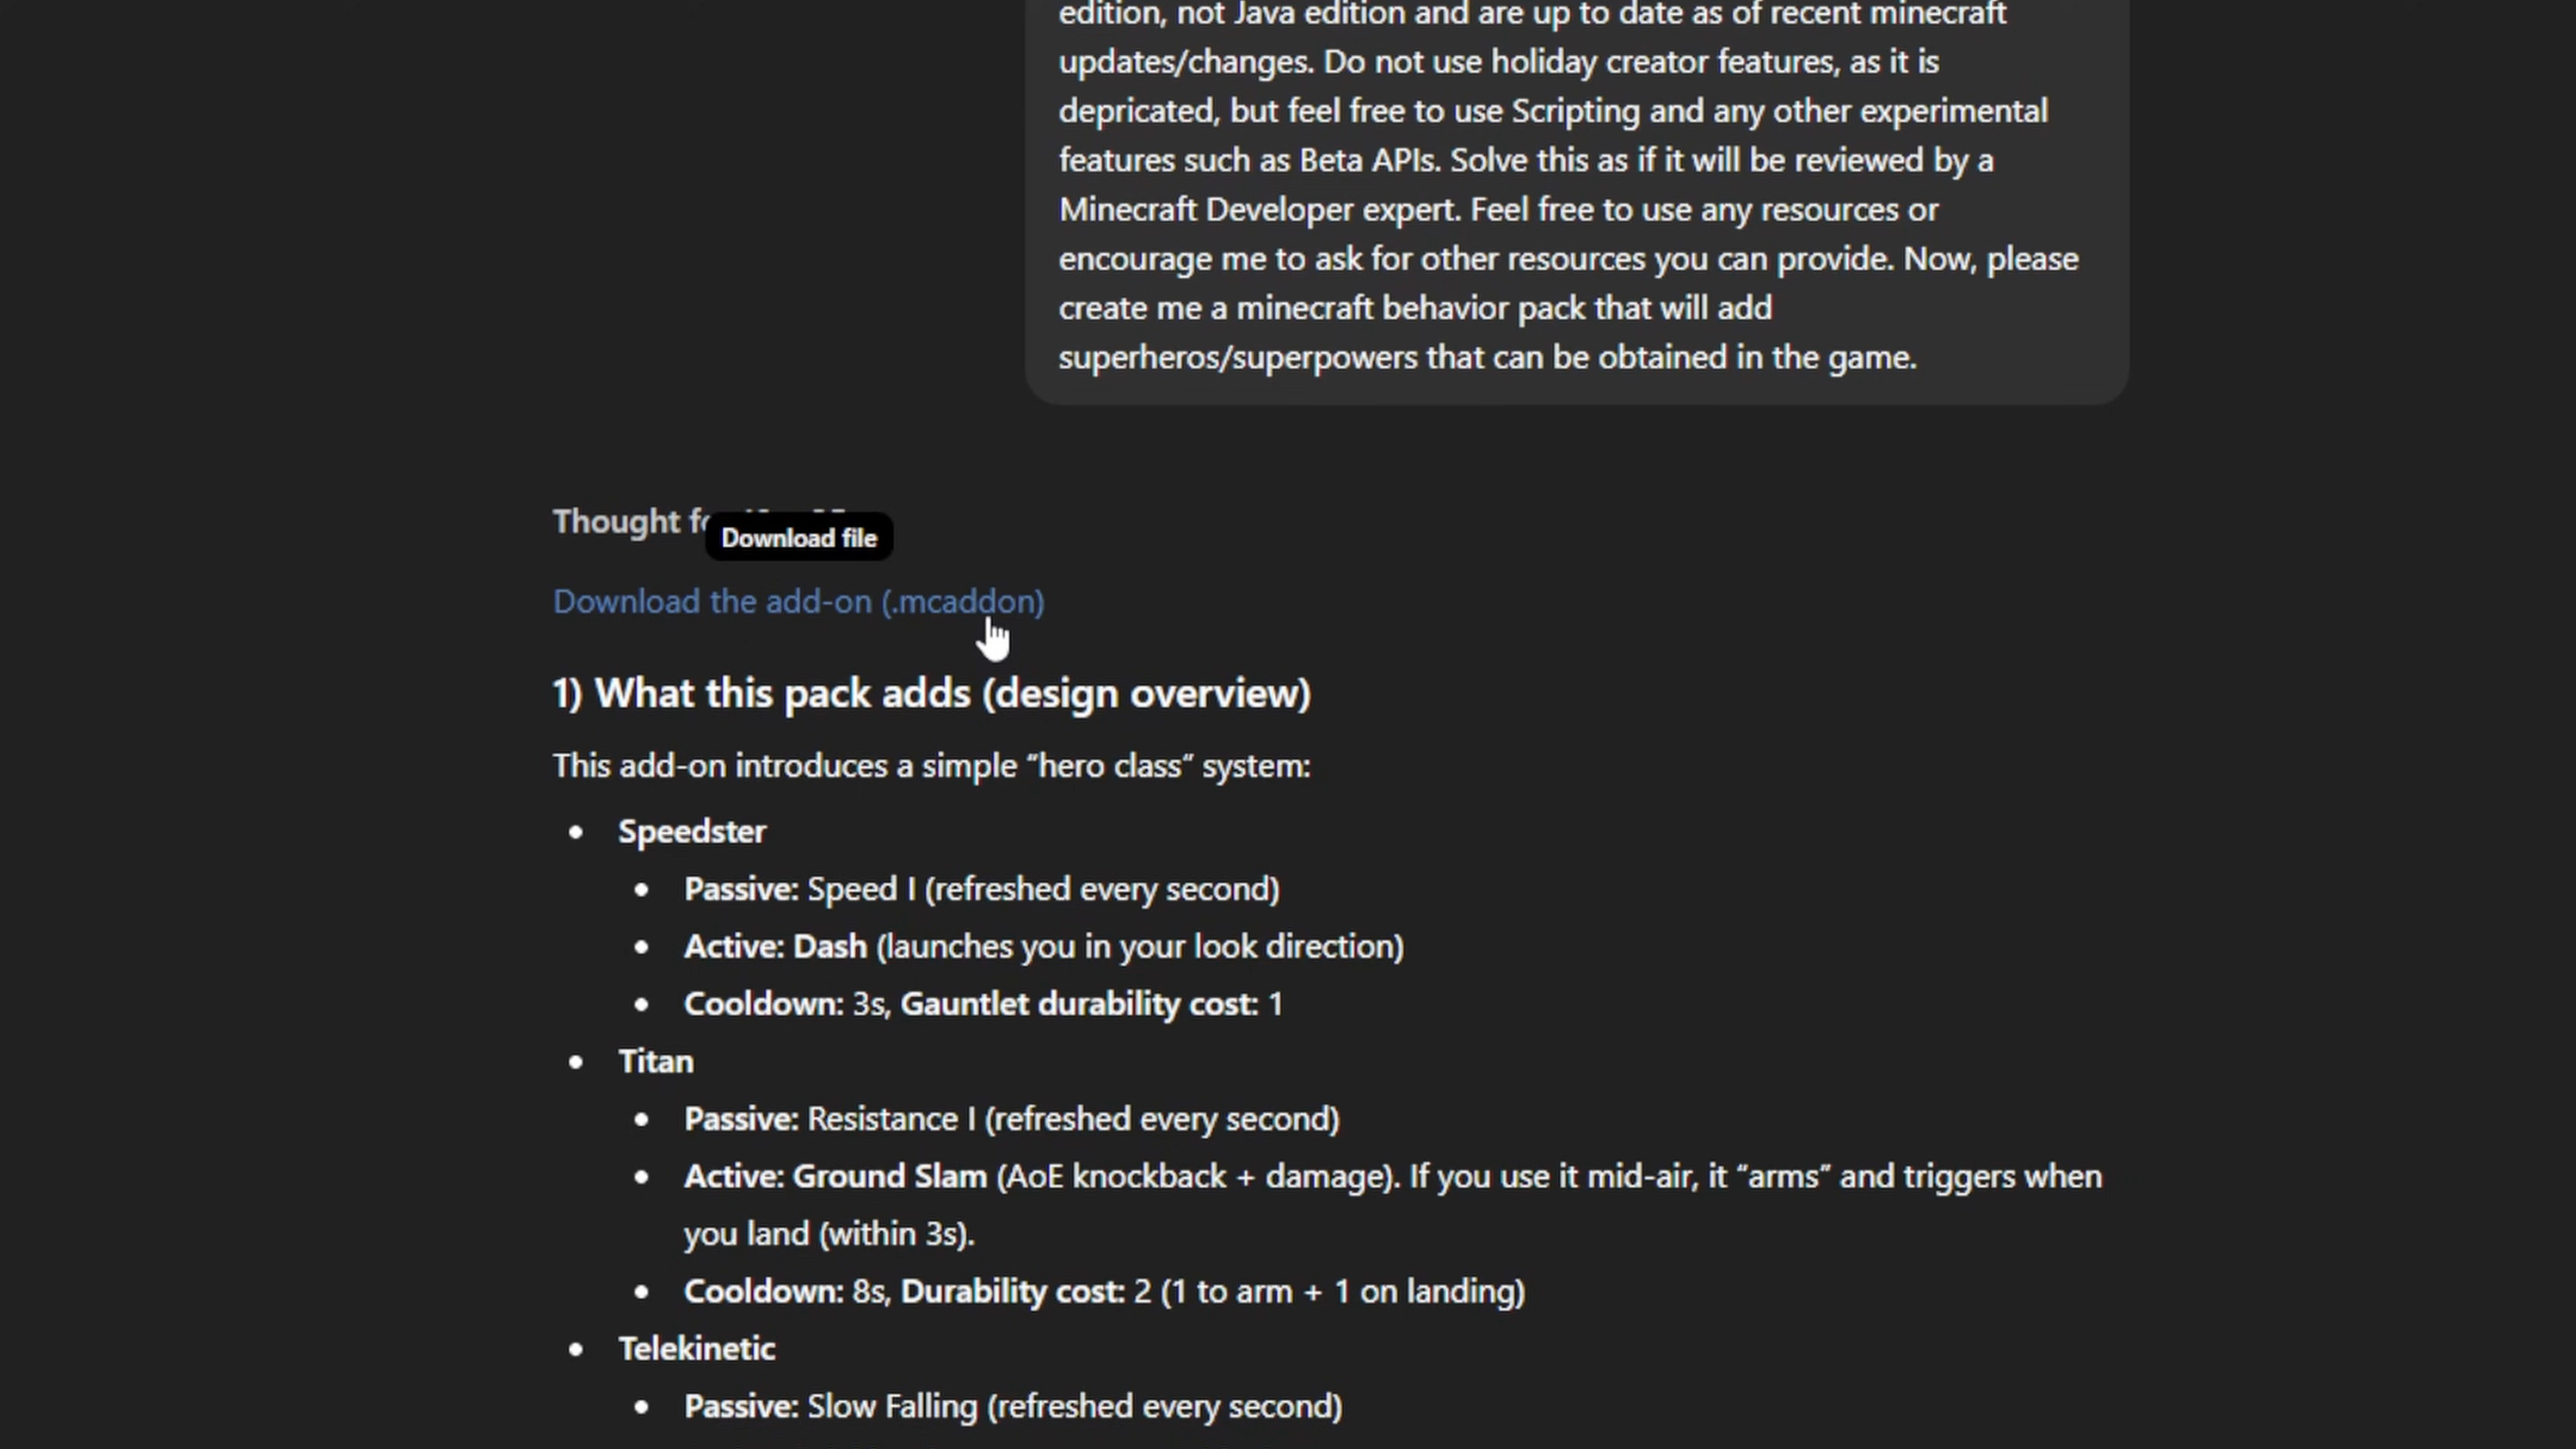 edition, not Java edition and are up to date as of recent minecraft
updates/changes. Do not use holiday creator features, as it is
depricated, but feel free to use Scripting and any other experimental
features such as Beta APIs. Solve this as if it will be reviewed by a
Minecraft Developer expert. Feel free to use any resources or
encourage me to ask for other resources you can provide. Now, please
create me a minecraft behavior pack that will add
superheros/superpowers that can be obtained in the game.
Thought
Download file
Download the add-on (.mcaddon)
1) What this pack adds (design overview)
This add-on introduces a simple “hero class” system:
• Speedster
• Passive: Speed I (refreshed every second)
• Active: Dash (launches you in your look direction)
• Cooldown: 3s, Gauntlet durability cost: 1
• Titan
• Passive: Resistance I (refreshed every second)
• Active: Ground Slam (AoE knockback + damage). If you use it mid-air, it “arms” and triggers when
you land (within 3s).
• Cooldown: 8s, Durability cost: 2 (1 to arm + 1 on landing)
• Telekinetic
• Passive: Slow Falling (refreshed every second)